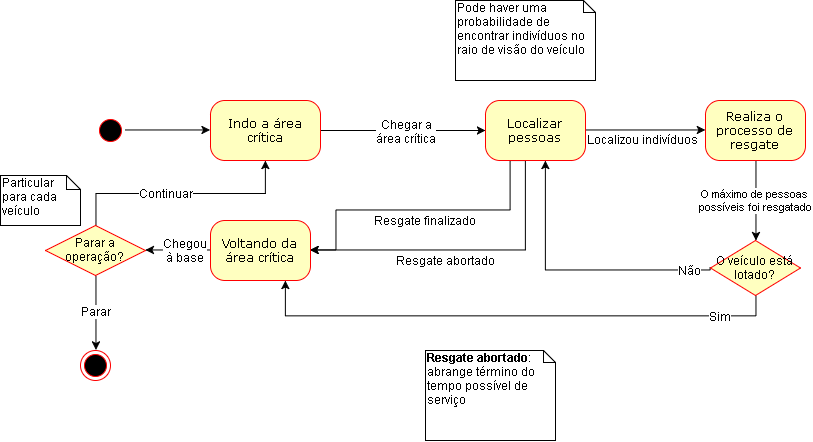 Pode haver uma
probabilidade de
encontrar indivíduos no
raio de visão do veículo
Indo a área
crítica
Chegar a
área crítica
Localizar
pessoas
Localizou indivíduos
Realiza o
processo de
resgate
Particular
para cada
veículo
Continuar
O máximo de pessoas
possíveis foi resgatado
Resgate finalizado
Parar a
operação?
Chegou
à base
Voltando da
área crítica
Resgate abortado
Não
O veículo está
lotado?
Parar
Sim
Resgate abortado:
abrange término do
tempo possível de
serviço